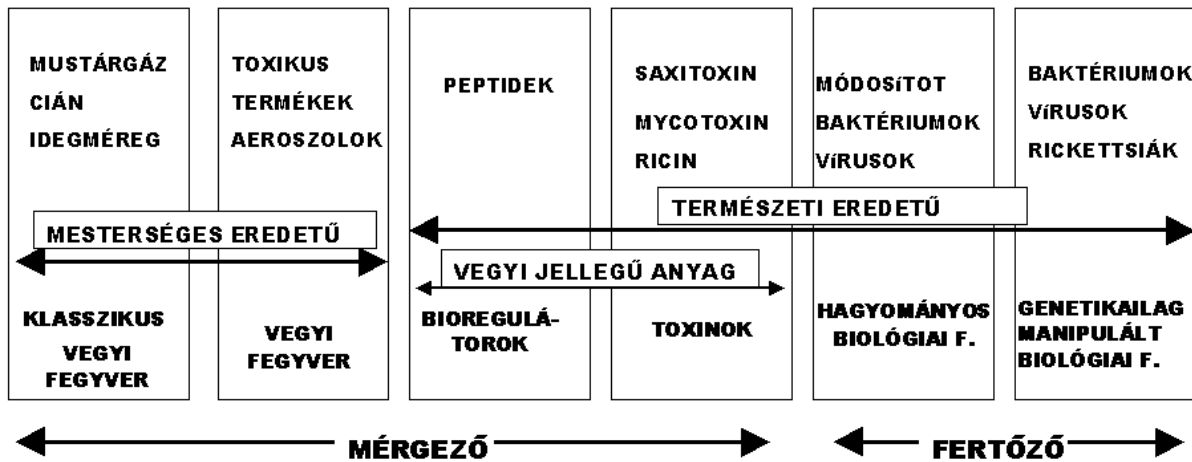 MUSTÁRGÁZ
CIÁN
IDEGMÉREG
TOXIKUS
TERMÉKEK
AEROSZOLOK
PEPTIDEK
SAXITOXIN
MYCOTOXIN
RICIN
MÓDOSíTOT
BAKTÉRIUMOK
VíRUSOK
BAKTÉRIUMOK
VíRUSOK
RICKETTSIÁK
TERMÉSZETI EREDETŰ
MESTERSÉGES EREDETŰ
VEGYI JELLEGŰ ANYAG
KLASSZIKUS
VEGYI
FEGYVER
VEGYI
FEGYVER
BIOREGULÁ-
TOROK
TOXINOK
HAGYOMÁNYOS
BIOLÓGIAI F.
GENETIKAILAG
MANIPULÁLT
BIOLÓGIAI F.
MÉRGEZŐ
FERTŐZŐ